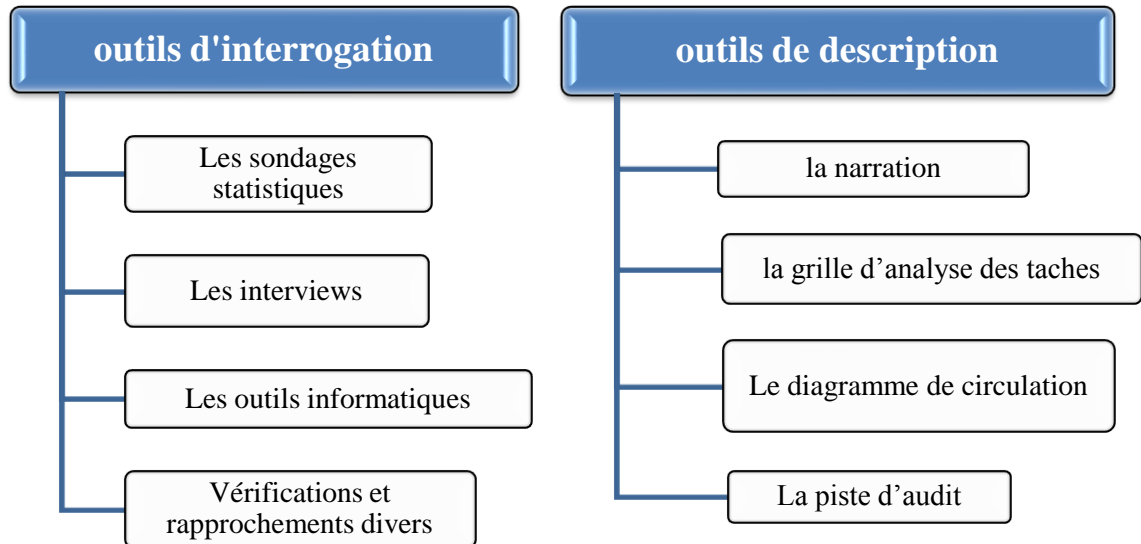 outils d'interrogation
Les sondages
statistiques
Les interviews
Les outils informatiques
Vérifications et
rapprochements divers
outils de description
la narration
la grille d’analyse des taches
Le diagramme de circulation
La piste d’audit